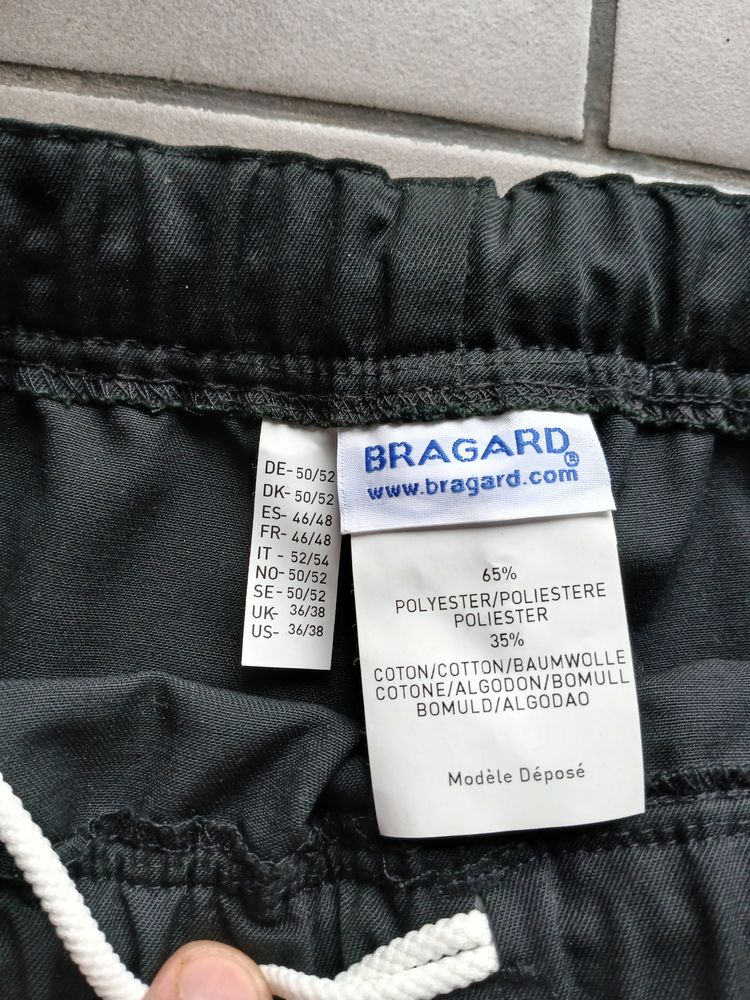 DE- 50/52
DK- 50/52
ES- 46/48
FR- 46/48
IT - 52/54
NO- 50/52
SE- 50/52
UK- 36/38
US- 36/38
BRAGARD®
www.bragard.com
65%
POLYESTER/POLIESTERE
POLIESTER
35%
COTON/COTTON/BAUMWOLLE
COTONE/ALGODON/BOMULL
BOMULD/ALGODAO
Modèle Déposé